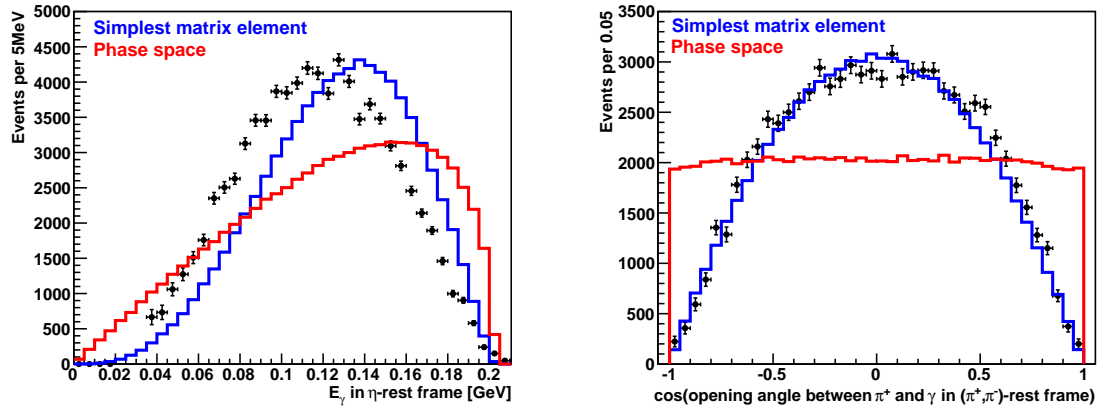 Simplest matrix element
Phase space
Events per 5MeV
4500
4000
3500
3000
2500
2000
1500
1000
500
0
0 0.02 0.04 0.06 0.08 0.1 0.12 0.14 0.16 0.18 0.2
E_γ in η-rest frame [GeV]
Simplest matrix element
Phase space
Events per 0.05
3500
3000
2500
2000
1500
1000
500
0
-1 -0.5 0 0.5 1
cos(opening angle between π⁺ and γ in (π⁺,π⁻)-rest frame)